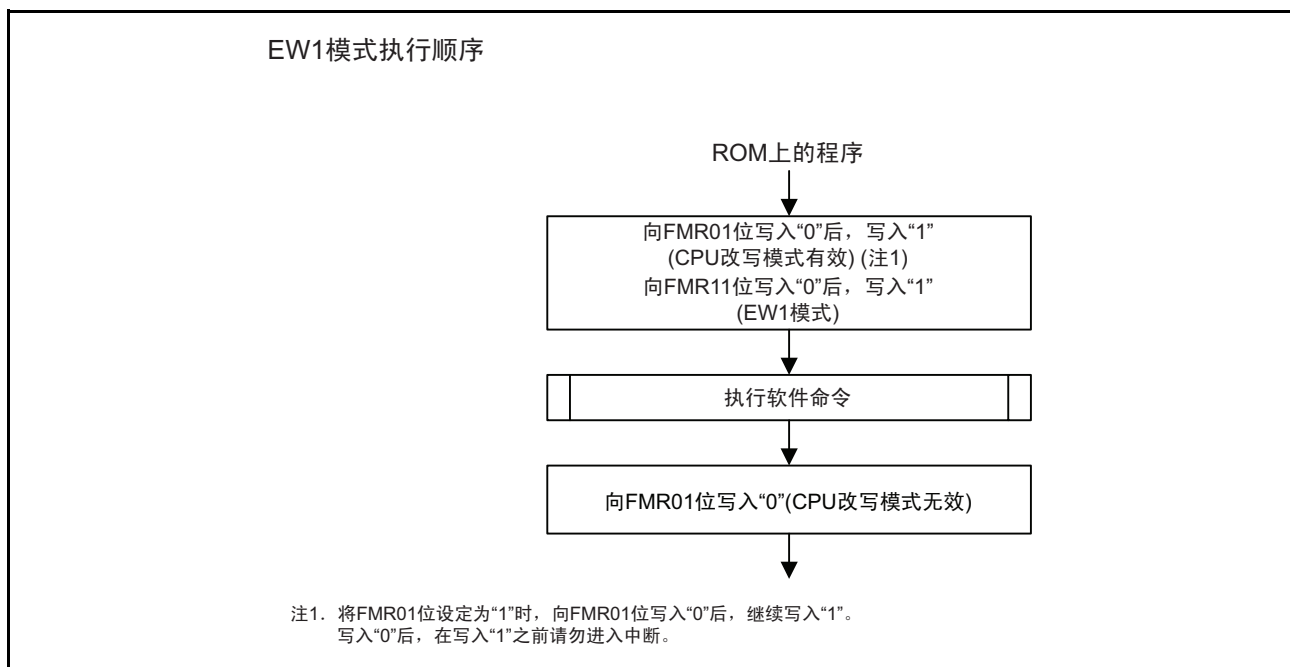 EW1模式执行顺序
ROM上的程序
向FMR01位写入“0”后，写入“1”
(CPU改写模式有效) (注1)
向FMR11位写入“0”后，写入“1”
(EW1模式)
执行软件命令
向FMR01位写入“0”(CPU改写模式无效)
注1. 将FMR01位设定为“1”时，向FMR01位写入“0”后，继续写入“1”。
写入“0”后，在写入“1”之前请勿进入中断。